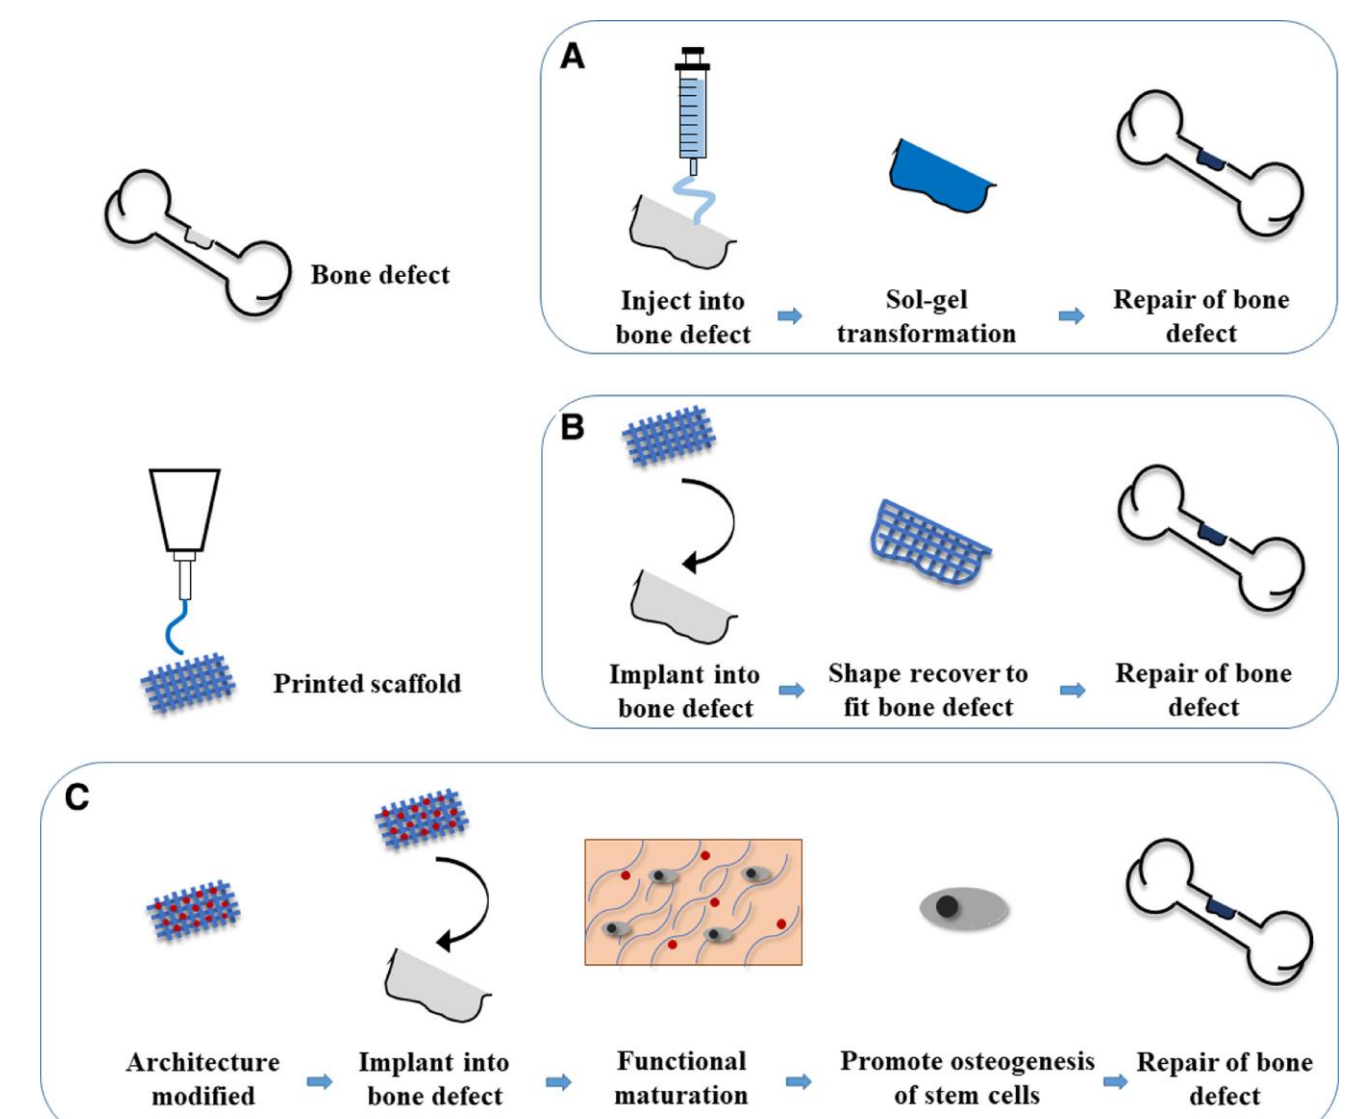 A
Bone defect
Inject into
bone defect
Sol-gel
transformation
Repair of bone
defect
B
Printed scaffold
Implant into
bone defect
Shape recover to
fit bone defect
Repair of bone
defect
C
Architecture
modified
Implant into
bone defect
Functional
maturation
Promote osteogenesis
of stem cells
Repair of bone
defect